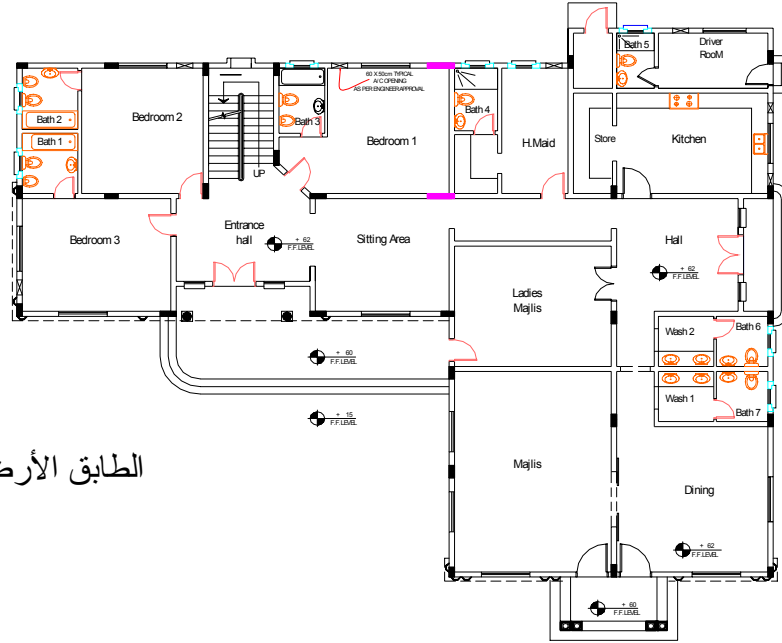 Bath 5
Driver
RooM
60 X 50cm TYPICAL
A/C OPENING
AS PER ENGINEER APPROVAL
Bath 2
Bedroom 2
Bath 3
Bath 4
Bath 1
Bedroom 1
H.Maid
Store
Kitchen
UP
Bedroom 3
Entrance
hall
+ 62
F.F.LEVEL
Sitting Area
Hall
+ 62
F.F.LEVEL
Ladies
Majlis
Wash 2
Bath 6
+ 60
F.F.LEVEL
Wash 1
Bath 7
+ 15
F.F.LEVEL
الطابق
Majlis
Dining
+ 62
F.F.LEVEL
+ 60
F.F.LEVEL